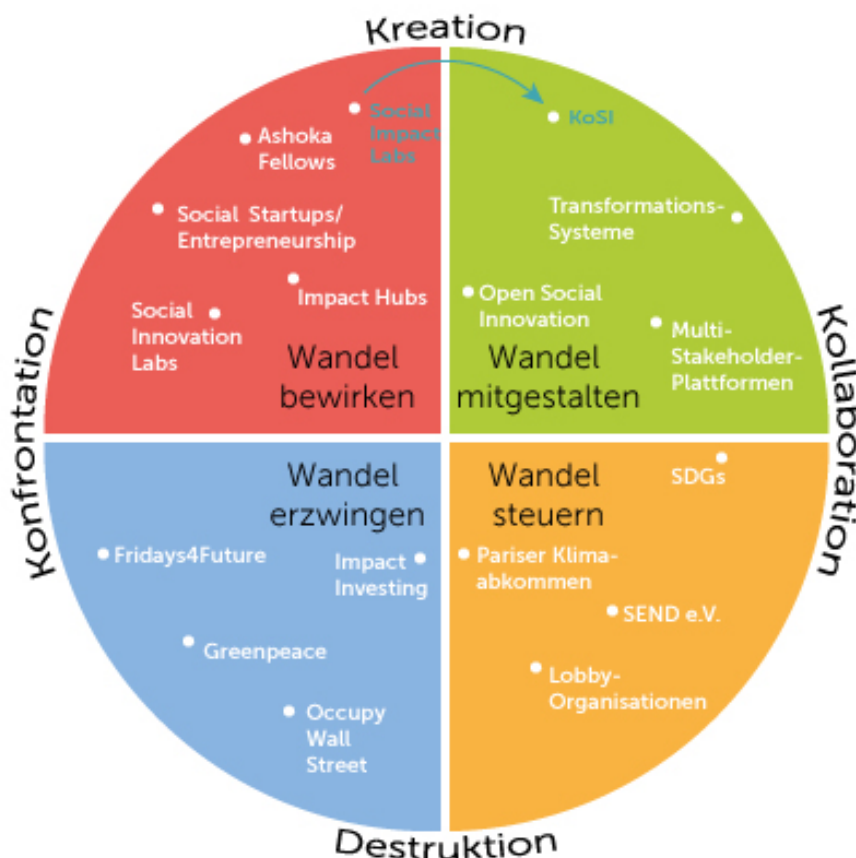 Kreation
Social
Impact
Labs
Ashoka
Fellows
Social Startups/
Entrepreneurship
Impact Hubs
Social
Innovation
Labs
Wandel
bewirken
KoSI
Transformations-
Systeme
Open Social
Innovation
Multi-
Stakeholder-
Plattformen
Wandel
mitgestalten
Konfrontation
Kollaboration
Wandel
erzwingen
Fridays4Future
Impact
Investing
Greenpeace
Occupy
Wall
Street
Wandel
steuern
SDGs
Pariser Klima-
abkommen
SEND e.V.
Lobby-
Organisationen
Destruktion